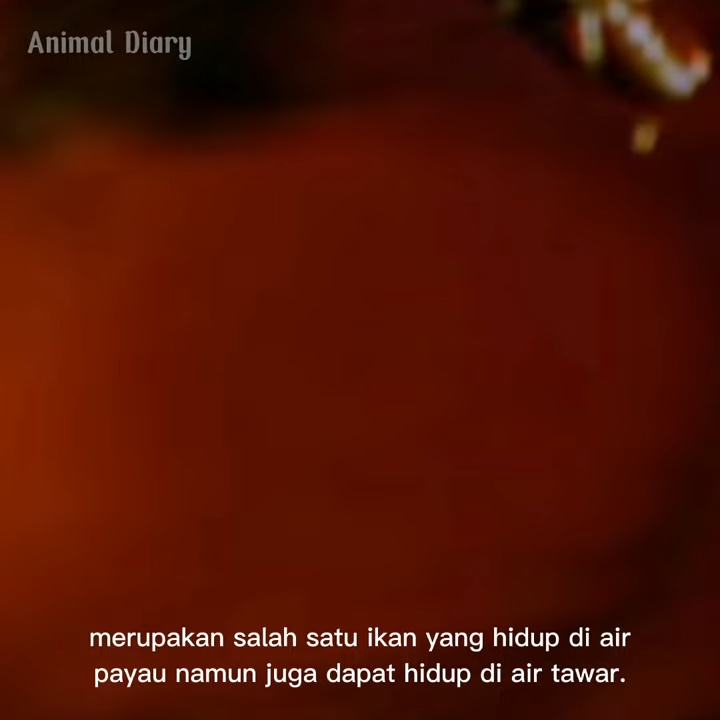 Animal Diary
merupakan salah satu ikan yang hidup di air
payau namun juga dapat hidup di air tawar.